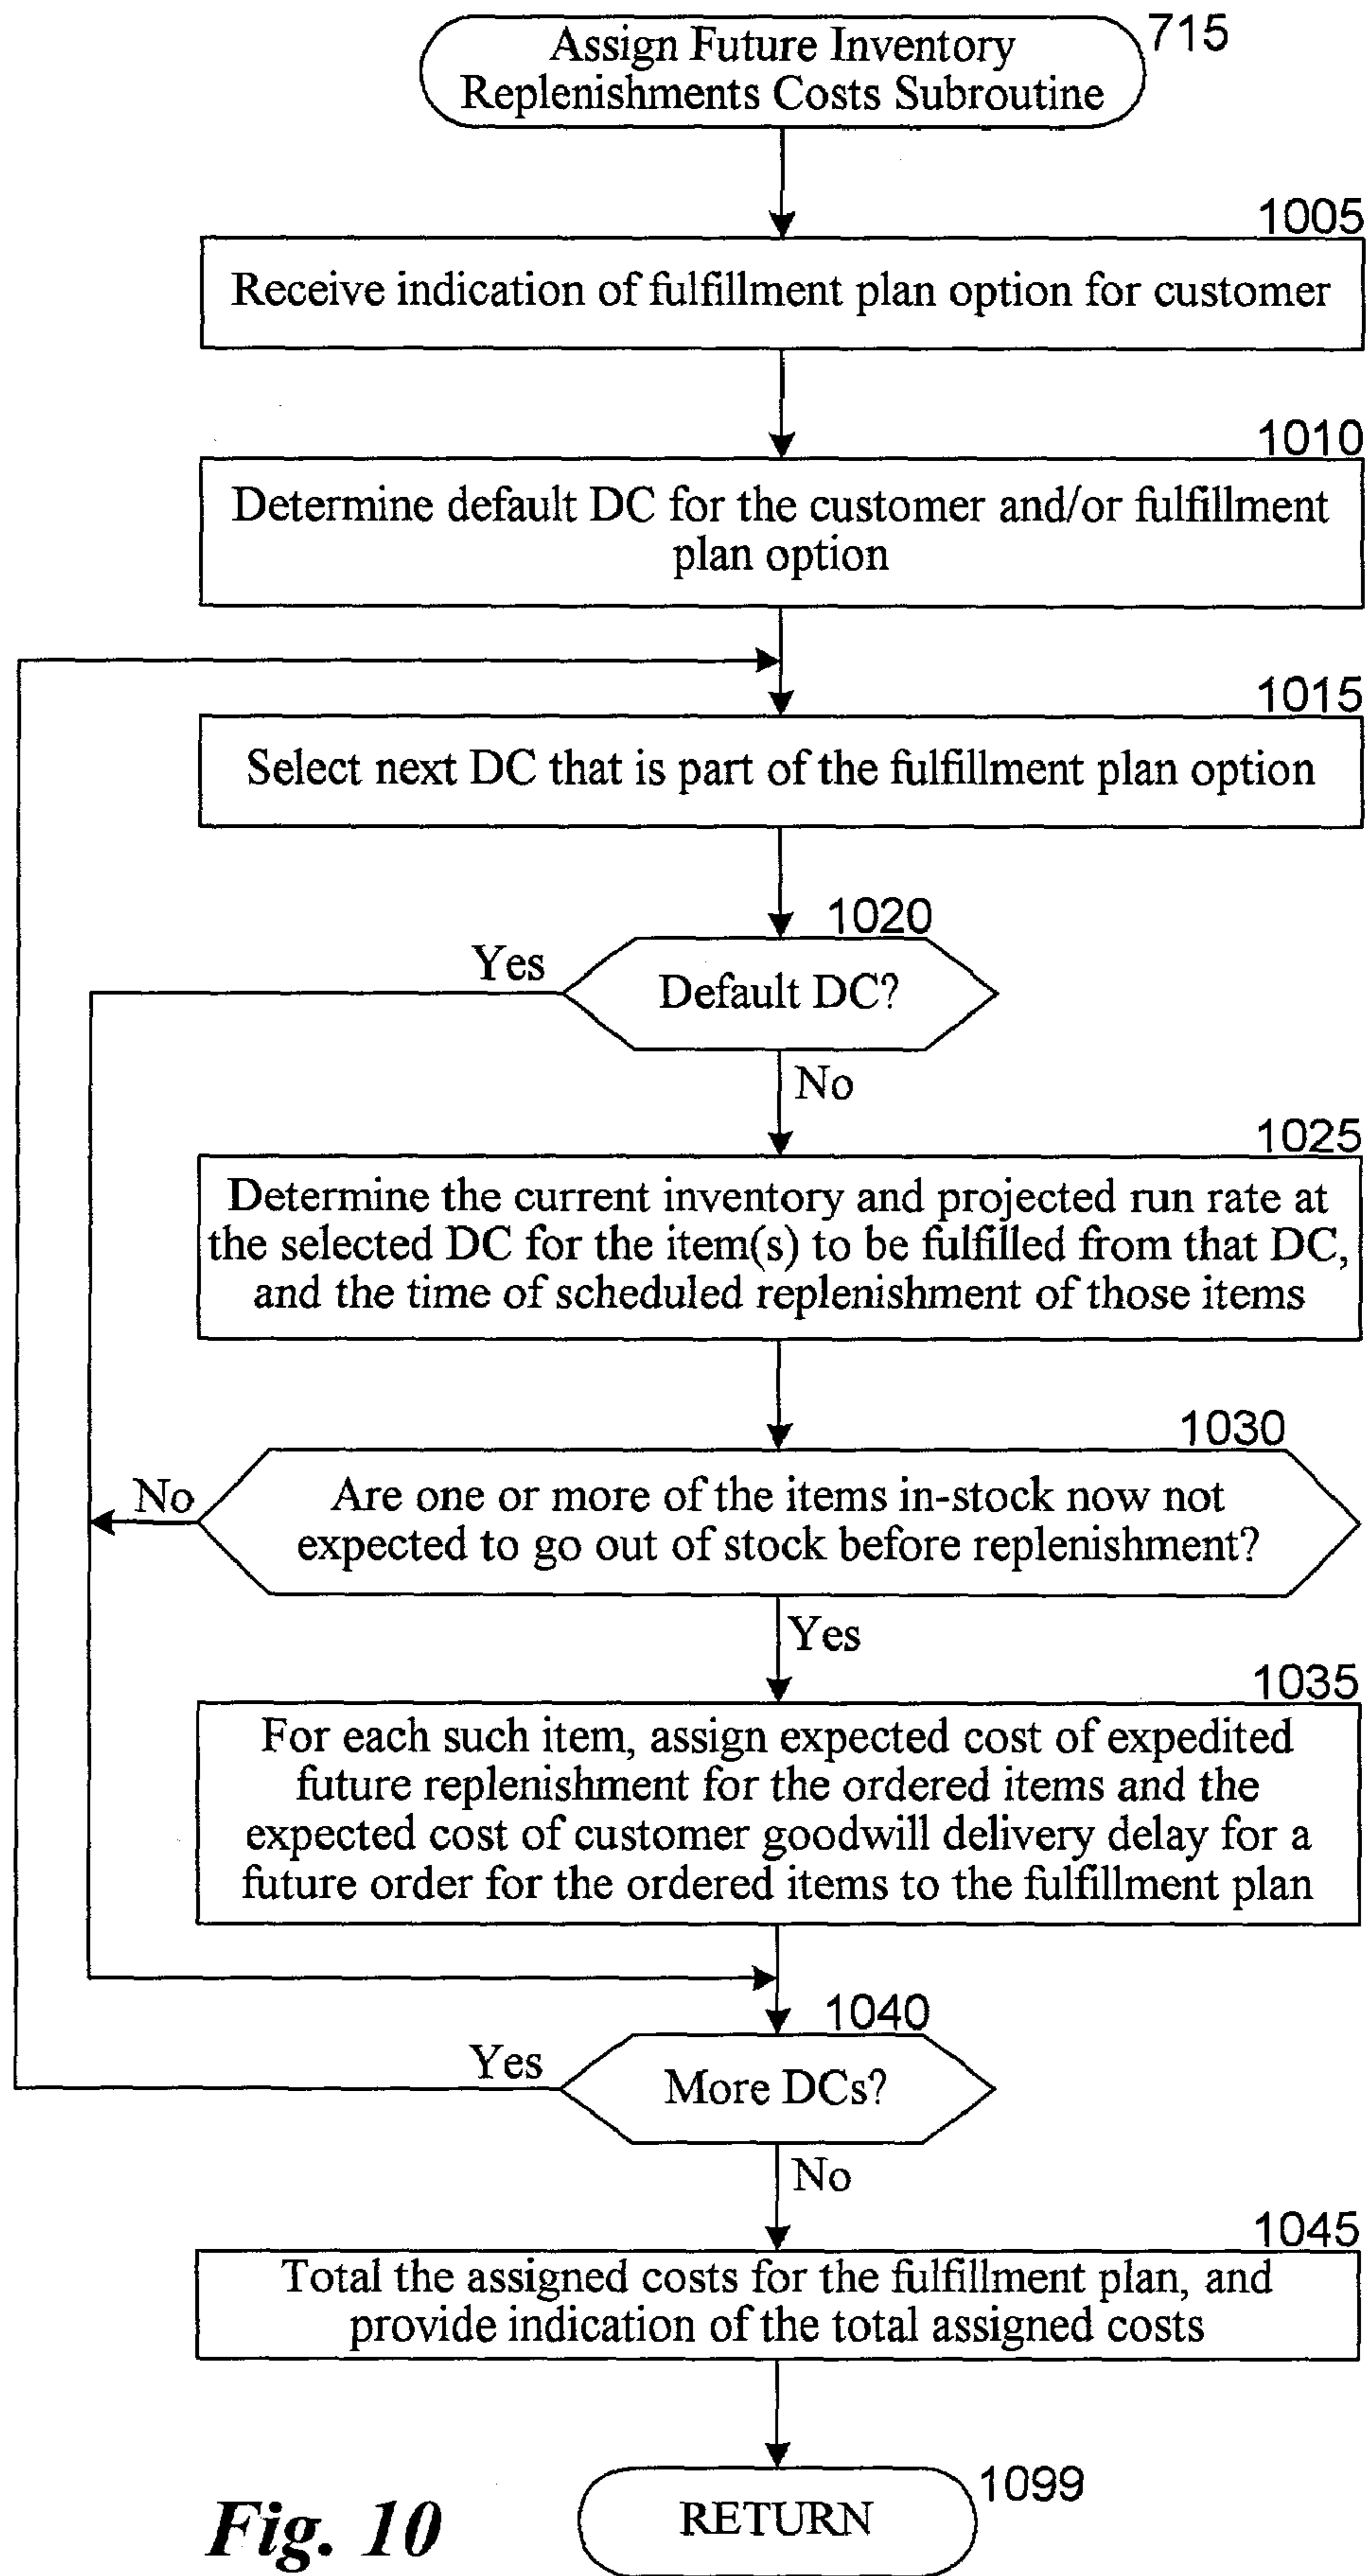 Assign Future Inventory
Replenishments Costs Subroutine
715
1005
Receive indication of fulfillment plan option for customer
1010
Determine default DC for the customer and/or fulfillment
plan option
1015
Select next DC that is part of the fulfillment plan option
1020
Yes
Default DC?
No
1025
Determine the current inventory and projected run rate at
the selected DC for the item(s) to be fulfilled from that DC,
and the time of scheduled replenishment of those items
1030
No
Are one or more of the items in-stock now not
expected to go out of stock before replenishment?
Yes
1035
For each such item, assign expected cost of expedited
future replenishment for the ordered items and the
expected cost of customer goodwill delivery delay for a
future order for the ordered items to the fulfillment plan
1040
Yes
More DCs?
No
1045
Total the assigned costs for the fulfillment plan, and
provide indication of the total assigned costs
1099
RETURN
Fig. 10